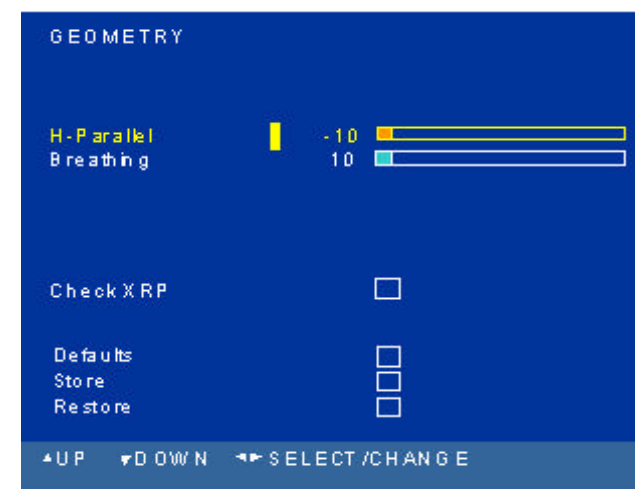 GEOMETRY
H-Parallel -10
Breathing 10
Check XRP
Defaults
Store
Restore
▲UP ▼DOWN ◄►SELECT/CHANGE